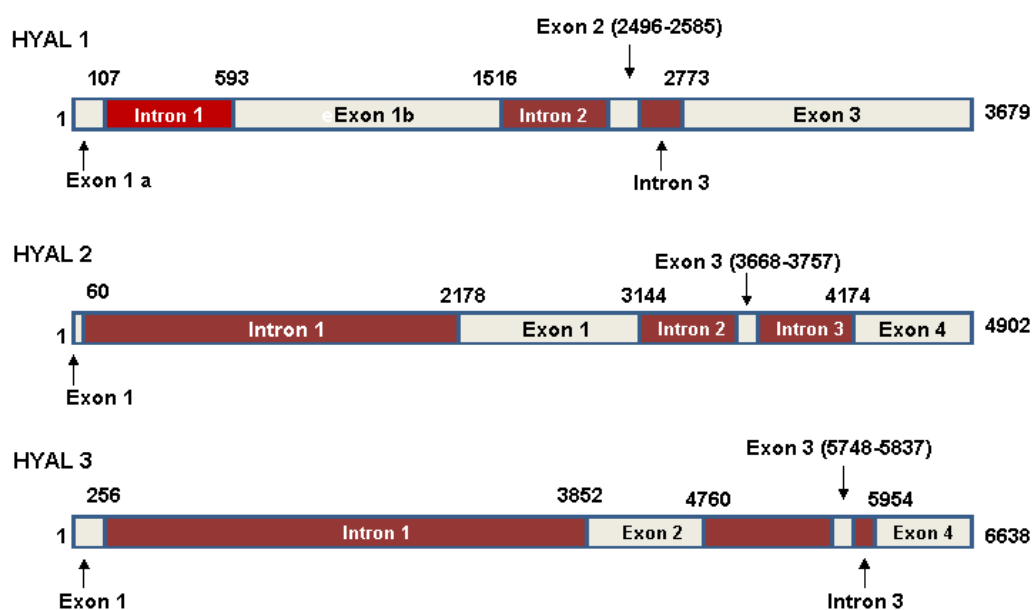 Exon 2 (2496-2585)
HYAL 1
107 593 1516 2773
1 Intron 1 eExon 1b Intron 2 Exon 3 3679
Exon 1 a Intron 3
HYAL 2
Exon 3 (3668-3757)
60 2178 3144 4174
1 Intron 1 Exon 1 Intron 2 Intron 3 Exon 4 4902
Exon 1
Exon 3 (5748-5837)
HYAL 3
256 3852 4760 5954
1 Intron 1 Exon 2 Exon 4 6638
Exon 1 Intron 3